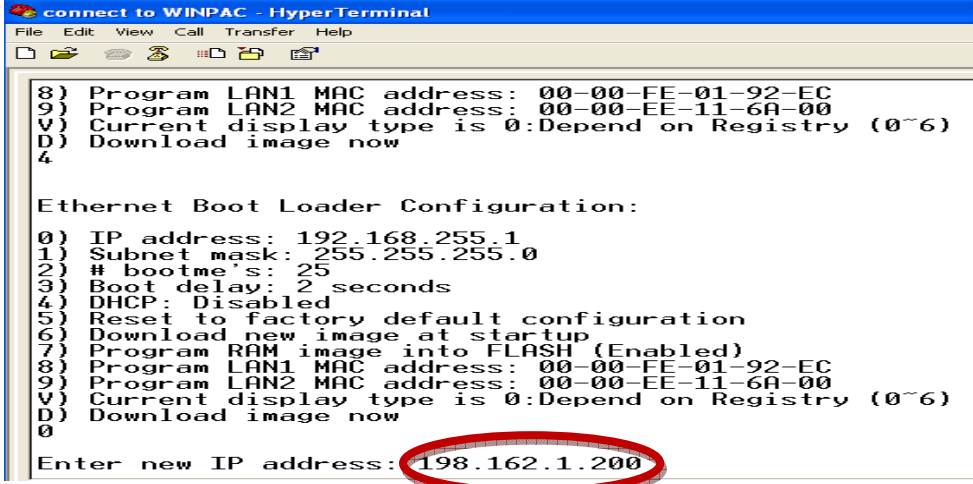 connect to WINPAC - HyperTerminal
File Edit View Call Transfer Help
8) Program LAN1 MAC address: 00-00-FE-01-92-EC
9) Program LAN2 MAC address: 00-00-EE-11-6A-00
V) Current display type is 0:Depend on Registry (0~6)
D) Download image now
4
Ethernet Boot Loader Configuration:
0) IP address: 192.168.255.1
1) Subnet mask: 255.255.255.0
2) # bootme's: 25
3) Boot delay: 2 seconds
4) DHCP: Disabled
5) Reset to factory default configuration
6) Download new image at startup
7) Program RAM image into FLASH (Enabled)
8) Program LAN1 MAC address: 00-00-FE-01-92-EC
9) Program LAN2 MAC address: 00-00-EE-11-6A-00
V) Current display type is 0:Depend on Registry (0~6)
D) Download image now
0
Enter new IP address: 198.162.1.200